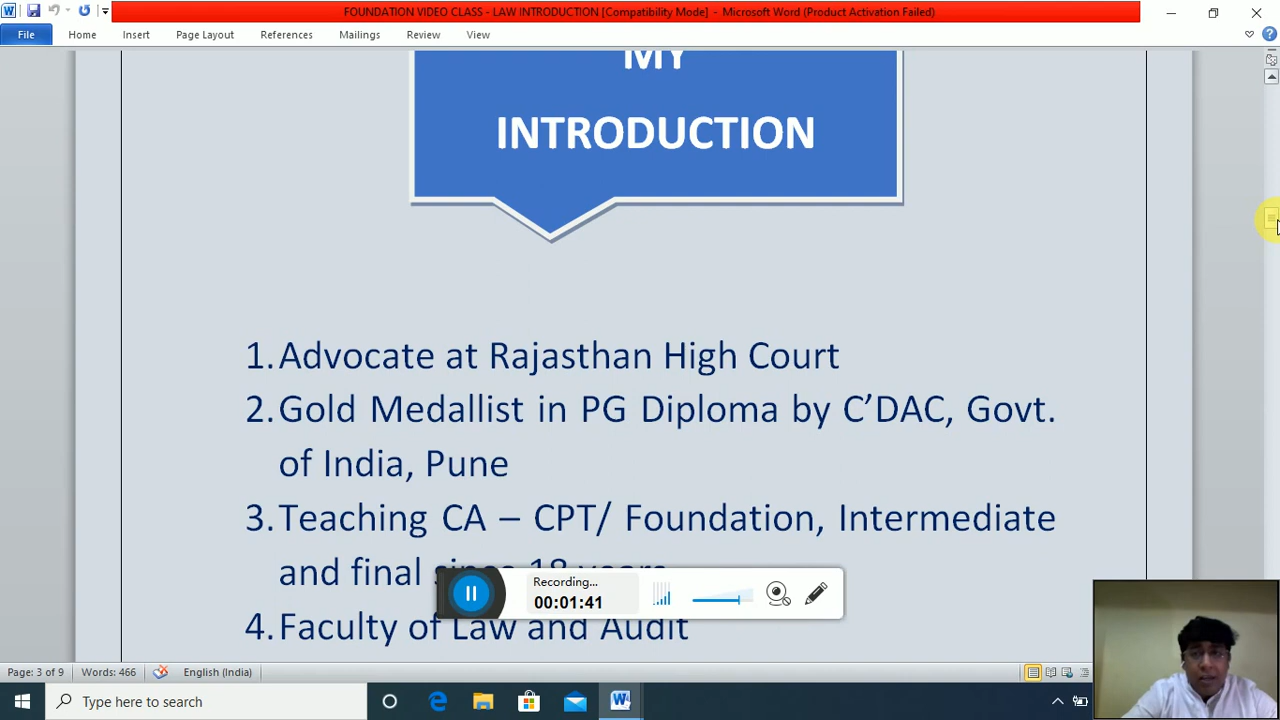 FOUNDATION VIDEO CLASS - LAW INTRODUCTION [Compatibility Mode] - Microsoft Word (Product Activation Failed)
File Home Insert Page Layout References Mailings Review View
MY
INTRODUCTION
1. Advocate at Rajasthan High Court
2. Gold Medallist in PG Diploma by C’DAC, Govt.
of India, Pune
3. Teaching CA – CPT/ Foundation, Intermediate
and final since 18 years
Recording...
00:01:41
4. Faculty of Law and Audit
Page: 3 of 9 Words: 466 English (India)
Type here to search